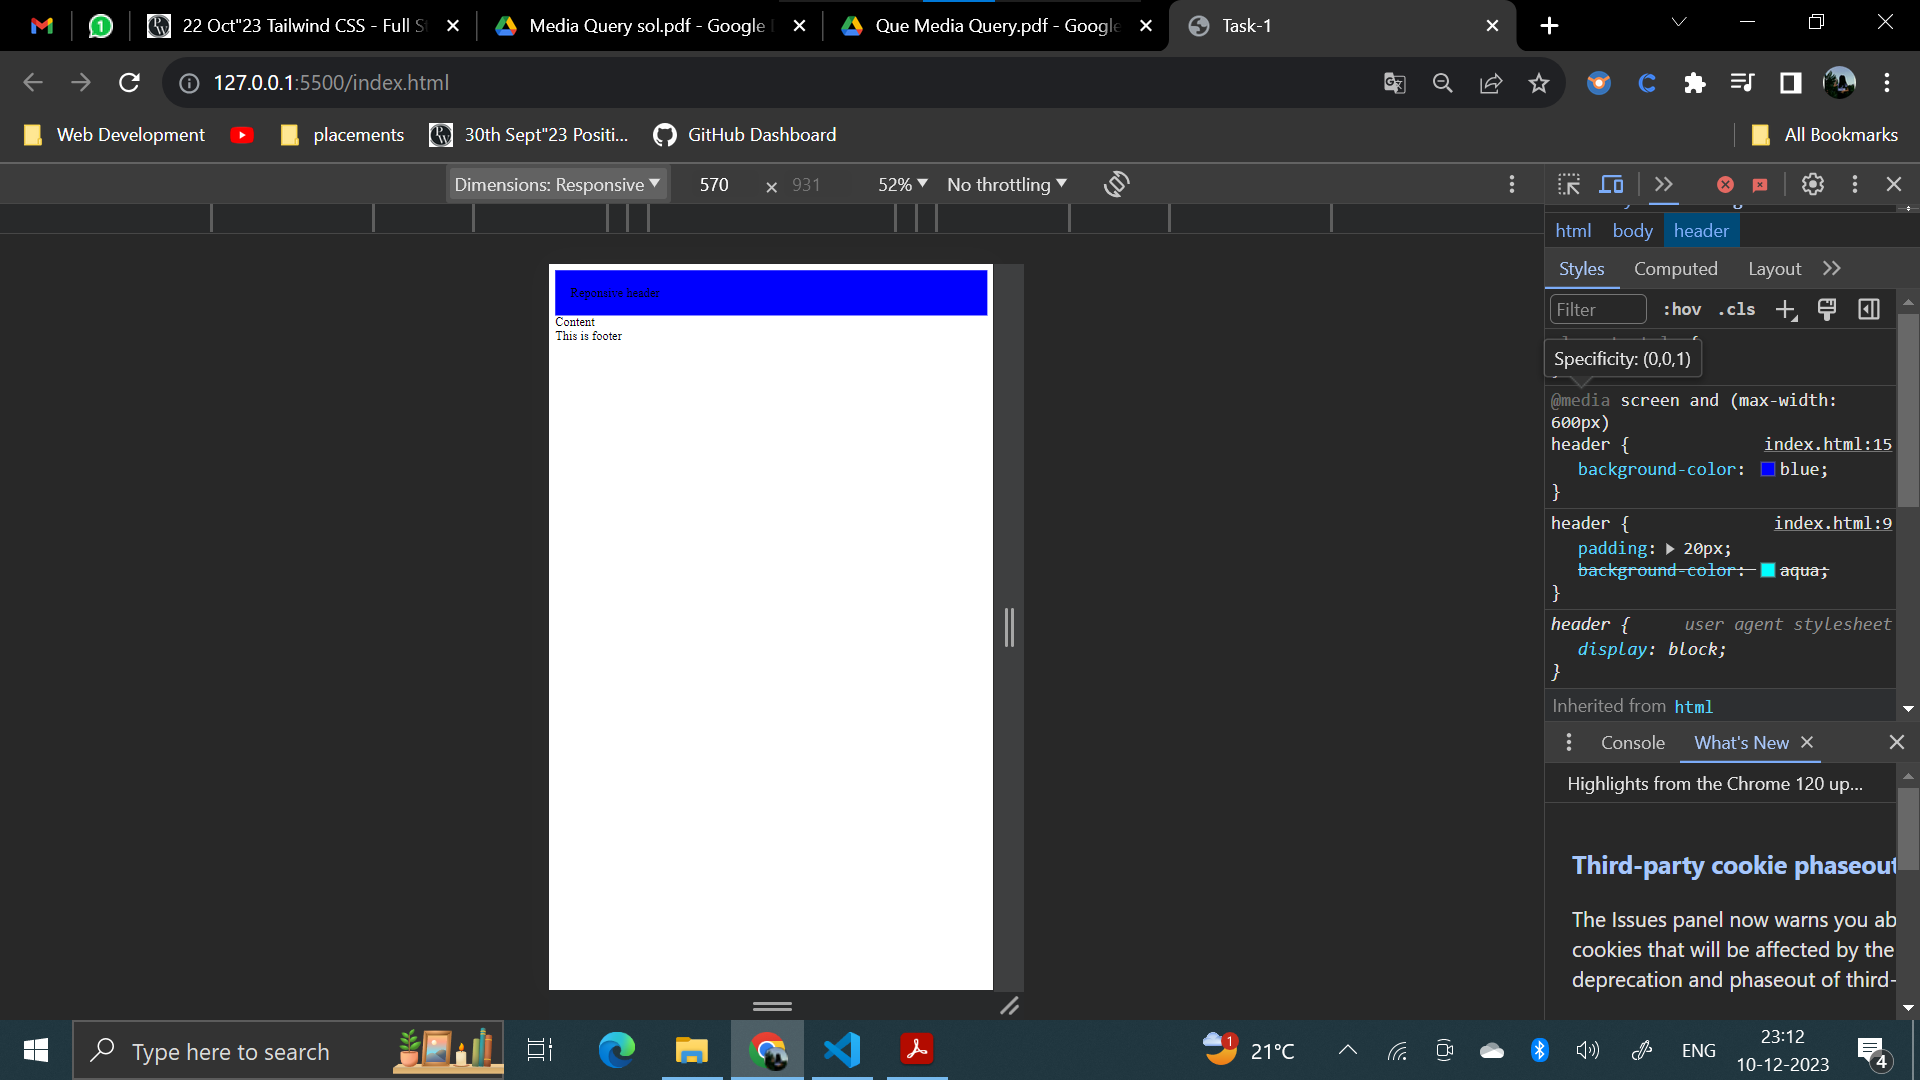 22 Oct"23 Tailwind CSS - Full St
Media Query sol.pdf - Google
Que Media Query.pdf - Google
Task-1
127.0.0.1:5500/index.html
Web Development
placements
30th Sept"23 Positi...
GitHub Dashboard
All Bookmarks
Dimensions: Responsive
570
×
931
52%
No throttling
Reponsive header
Content
This is footer
html
body
header
Styles
Computed
Layout
Filter
:hov
.cls
Specificity: (0,0,1)
@media screen and (max-width:
600px)
header {
index.html:15
background-color: blue;
}
header {
index.html:9
padding: 20px;
background-color: aqua;
}
header {
user agent stylesheet
display: block;
}
Inherited from html
Console
What's New
Highlights from the Chrome 120 up...
Third-party cookie phaseout
The Issues panel now warns you ab
cookies that will be affected by the
deprecation and phaseout of third-
Type here to search
1
21°C
ENG
23:12
10-12-2023
4